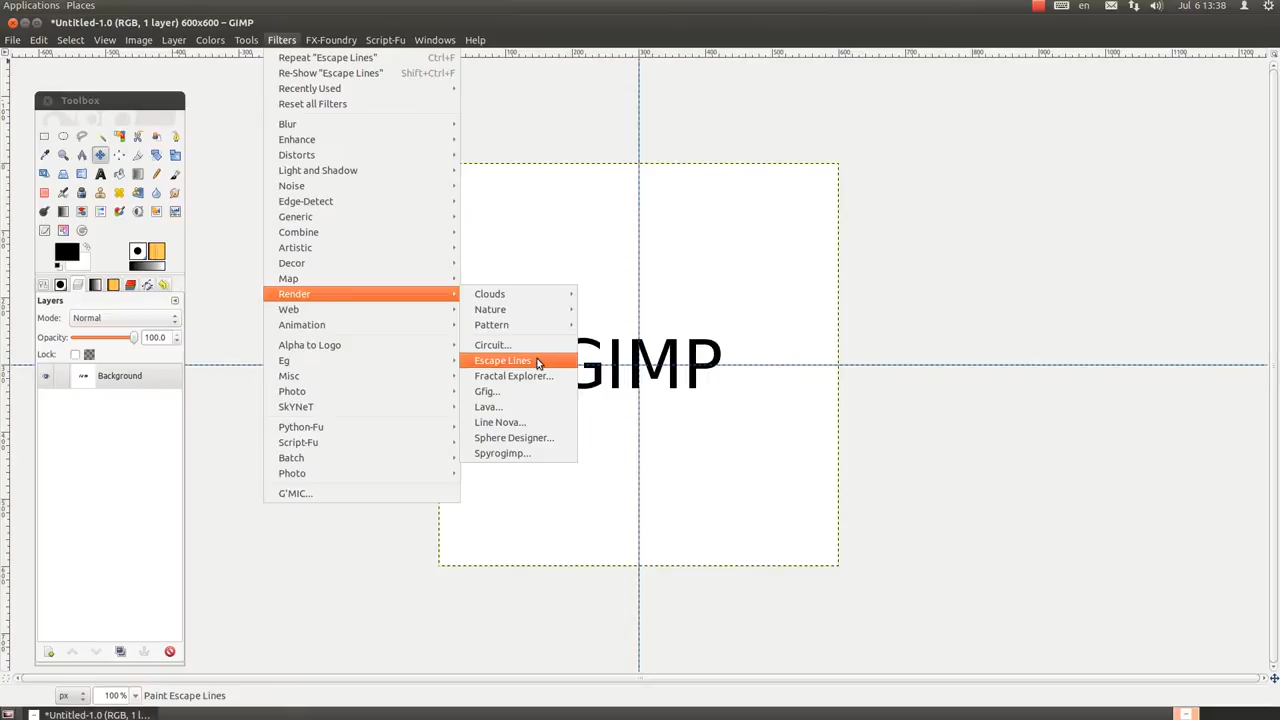 Applications Places en Jul 6 13:38
*Untitled-1.0 (RGB, 1 layer) 600x600 – GIMP
File Edit Select View Image Layer Colors Tools Filters FX-Foundry Script-Fu Windows Help
Repeat "Escape Lines" Ctrl+F
Re-Show "Escape Lines" Shift+Ctrl+F
Recently Used
Reset all Filters
Blur
Enhance
Distorts
Light and Shadow
Noise
Edge-Detect
Generic
Combine
Artistic
Decor
Map
Render
Web
Animation
Alpha to Logo
Eg
Misc
Photo
SkYNeT
Python-Fu
Script-Fu
Batch
Photo
G'MIC...
Clouds
Nature
Pattern
Circuit...
Escape Lines
Fractal Explorer...
Gfig...
Lava...
Line Nova...
Sphere Designer...
Spyrogimp...
GIMP
Toolbox
Layers
Mode: Normal
Opacity: 100.0
Lock:
Background
px 100% Paint Escape Lines
*Untitled-1.0 (RGB, 1 l...